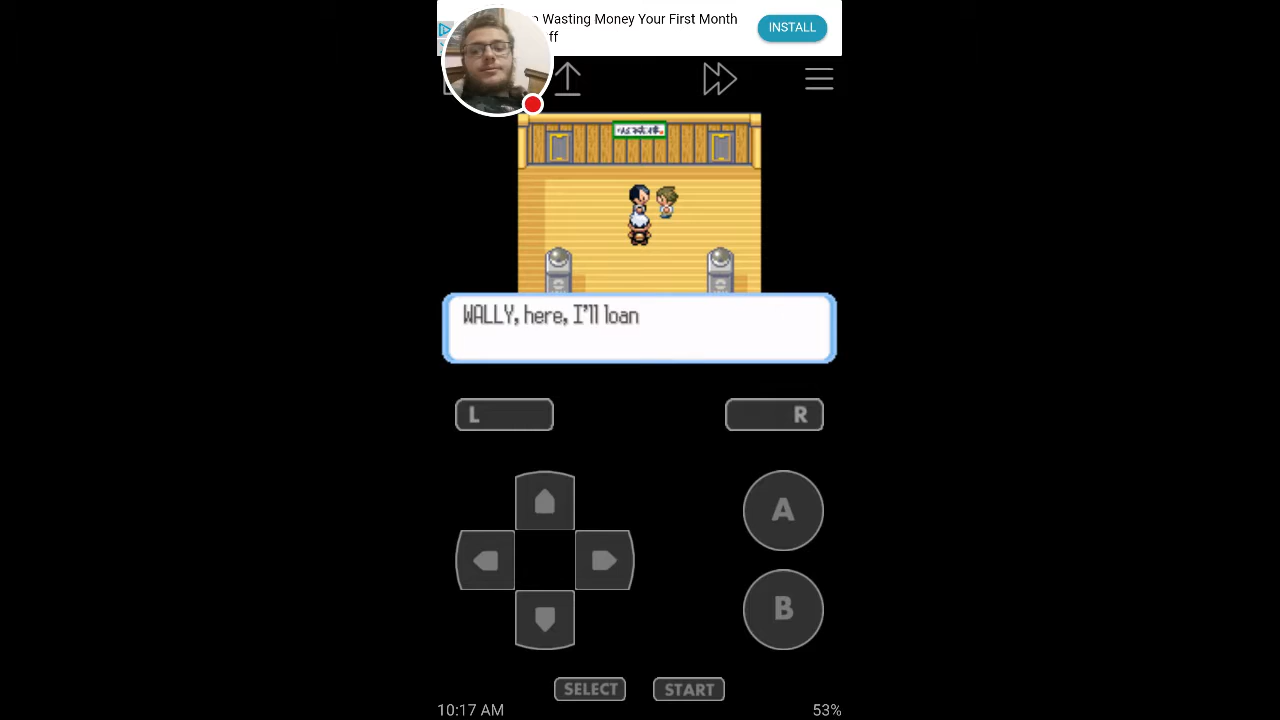 Wasting Money Your First Month
ff
INSTALL
WALLY, here, I'll loan
L
R
A
B
SELECT
START
10:17 AM
53%